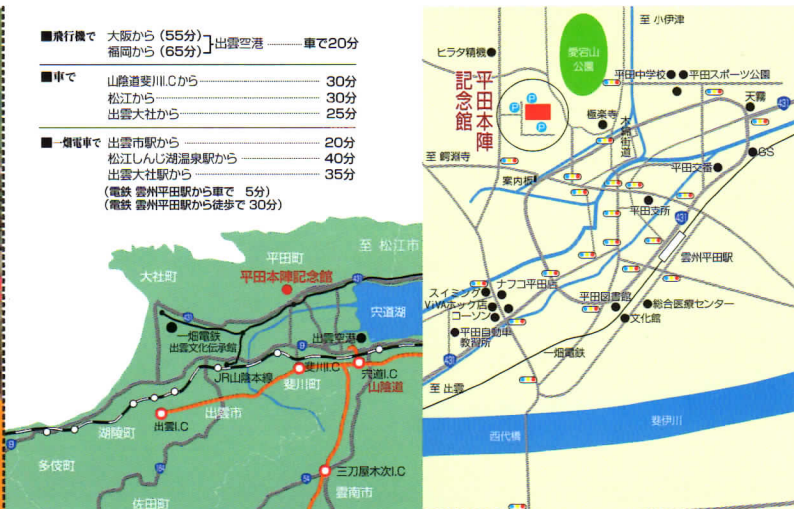 ■飛行機で 大阪から (55分) 出雲空港 車で20分
福岡から (65分)
■車で 山陰道斐川I.Cから 30分
松江から 30分
出雲大社から 25分
■一畑電車で 出雲市駅から 20分
松江しんじ湖温泉駅から 40分
出雲大社駅から 35分
(電鉄 雲州平田駅から車で 5分)
(電鉄 雲州平田駅から徒歩で 30分)
至 松江市
平田町
大社町
平田本陣記念館
431
431
宍道湖
一畑電鉄
出雲文化伝承館
出雲空港
9
JR山陰本線
斐川I.C
宍道I.C
山陰道
斐川町
出雲市
出雲I.C
湖陵町
9
多伎町
184
54
三刀屋木次I.C
雲南市
佐田町
至 小伊津
ヒラタ精機
愛宕山
公園
平田中学校
平田スポーツ公園
平田本陣
記念館
P
P
P
極楽寺
木綿街道
天霧
431
至 鰐淵寺
案内板
GS
平田交番
平田支所
431
雲州平田駅
スイミング
ナフコ平田店
ViVAホック店
コーソン
平田図書館
総合医療センター
文化館
平田自動車
教習所
431
一畑電鉄
至 出雲
西代橋
斐伊川